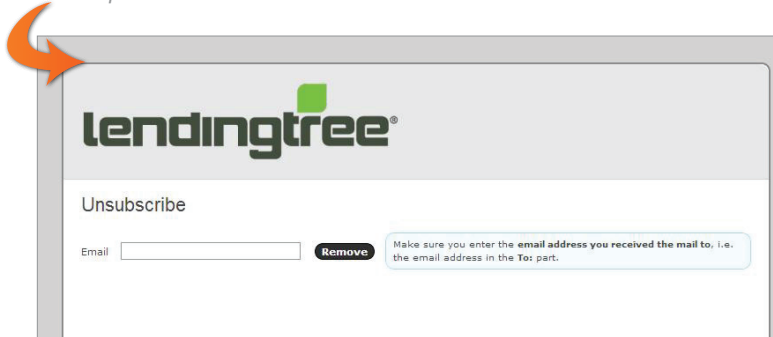 lendingtree®
Unsubscribe
Email
Remove
Make sure you enter the email address you received the mail to, i.e.
the email address in the To: part.